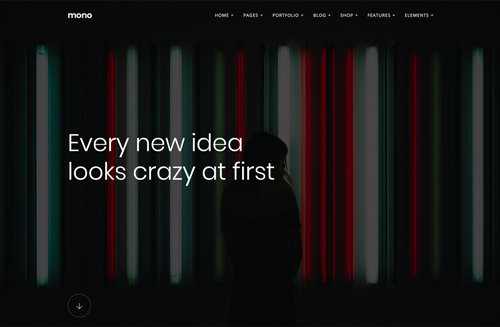 mono
HOME + PAGES + PORTFOLIO + BLOG + SHOP + FEATURES + ELEMENTS +
Every new idea
looks crazy at first